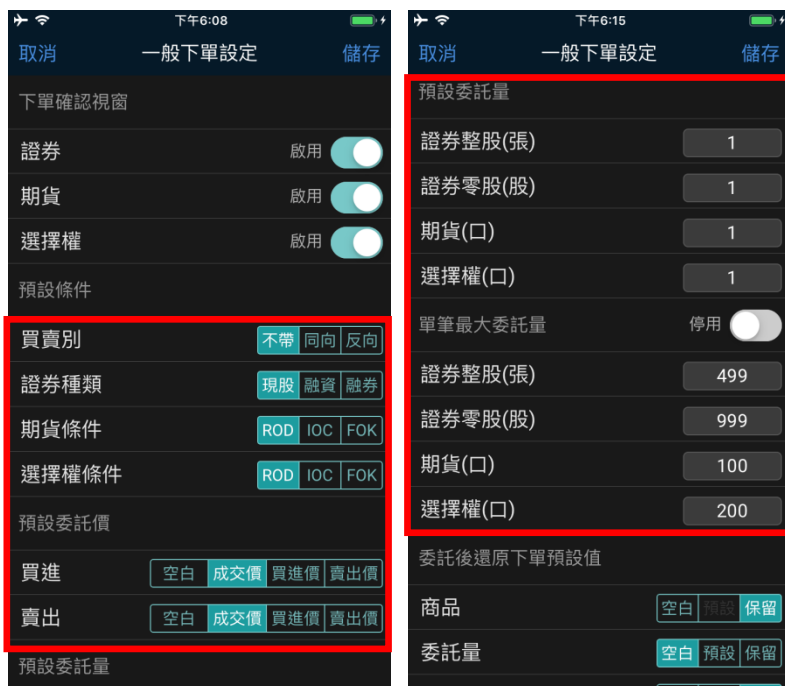 下午6:08
取消 一般下單設定 儲存
下單確認視窗
證券 啟用
期貨 啟用
選擇權 啟用
預設條件
買賣別 不帶 同向 反向
證券種類 現股 融資 融券
期貨條件 ROD IOC FOK
選擇權條件 ROD IOC FOK
預設委託價
買進 空白 成交價 買進價 賣出價
賣出 空白 成交價 買進價 賣出價
預設委託量
下午6:15
取消 一般下單設定 儲存
預設委託量
證券整股(張) 1
證券零股(股) 1
期貨(口) 1
選擇權(口) 1
單筆最大委託量 停用
證券整股(張) 499
證券零股(股) 999
期貨(口) 100
選擇權(口) 200
委託後還原下單預設值
商品 空白 預設 保留
委託量 空白 預設 保留